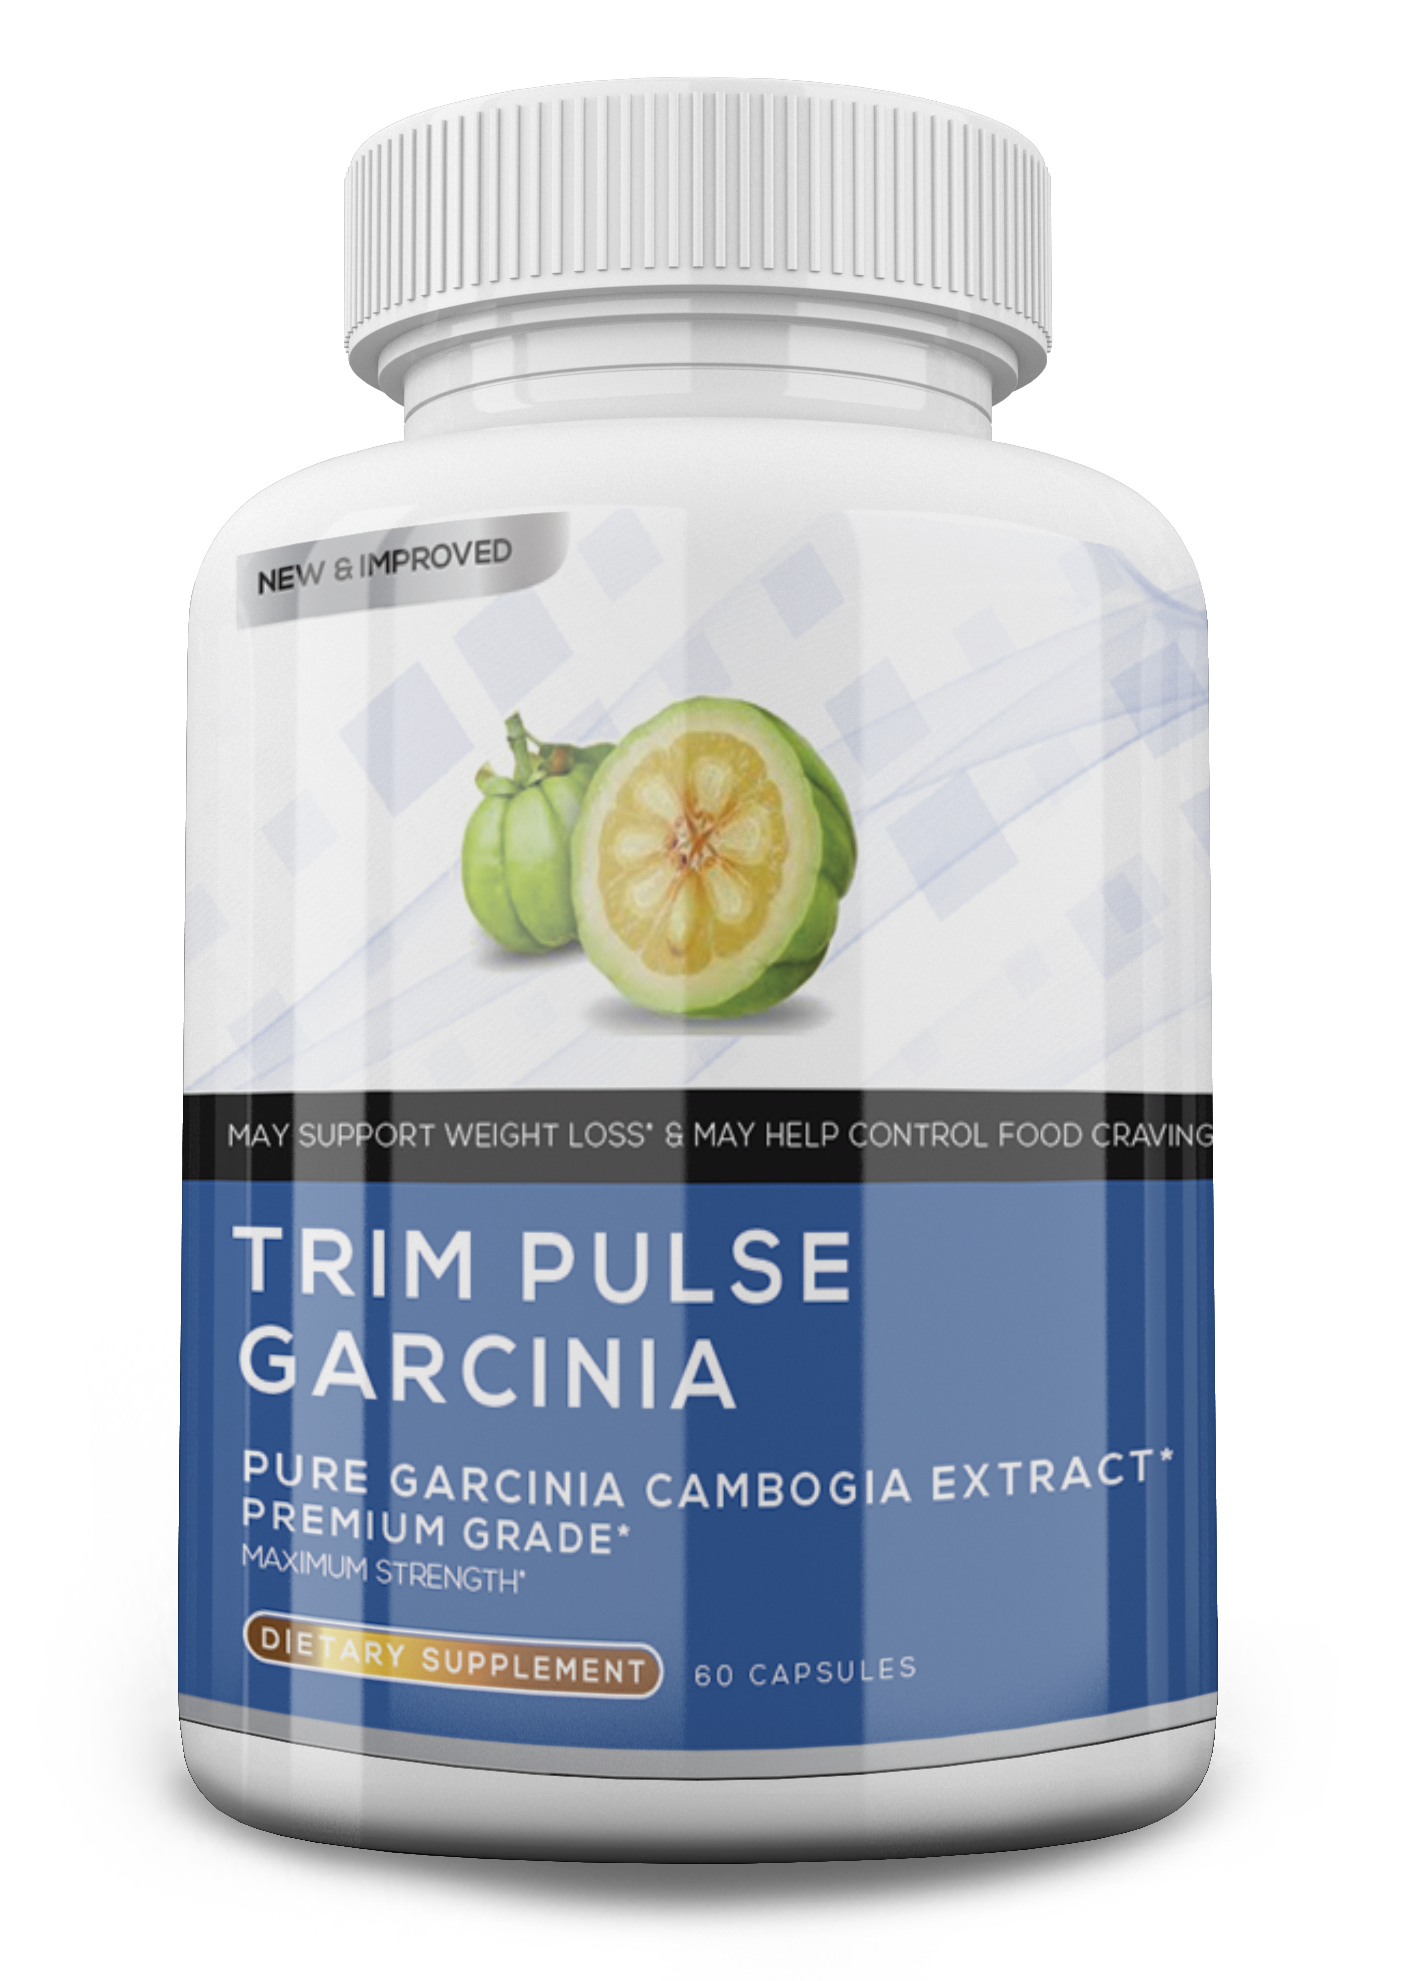 NEW & IMPROVED
MAY SUPPORT WEIGHT LOSS* & MAY HELP CONTROL FOOD CRAVING
TRIM PULSE
GARCINIA
PURE GARCINIA CAMBOGIA EXTRACT*
PREMIUM GRADE*
MAXIMUM STRENGTH*
DIETARY SUPPLEMENT
60 CAPSULES